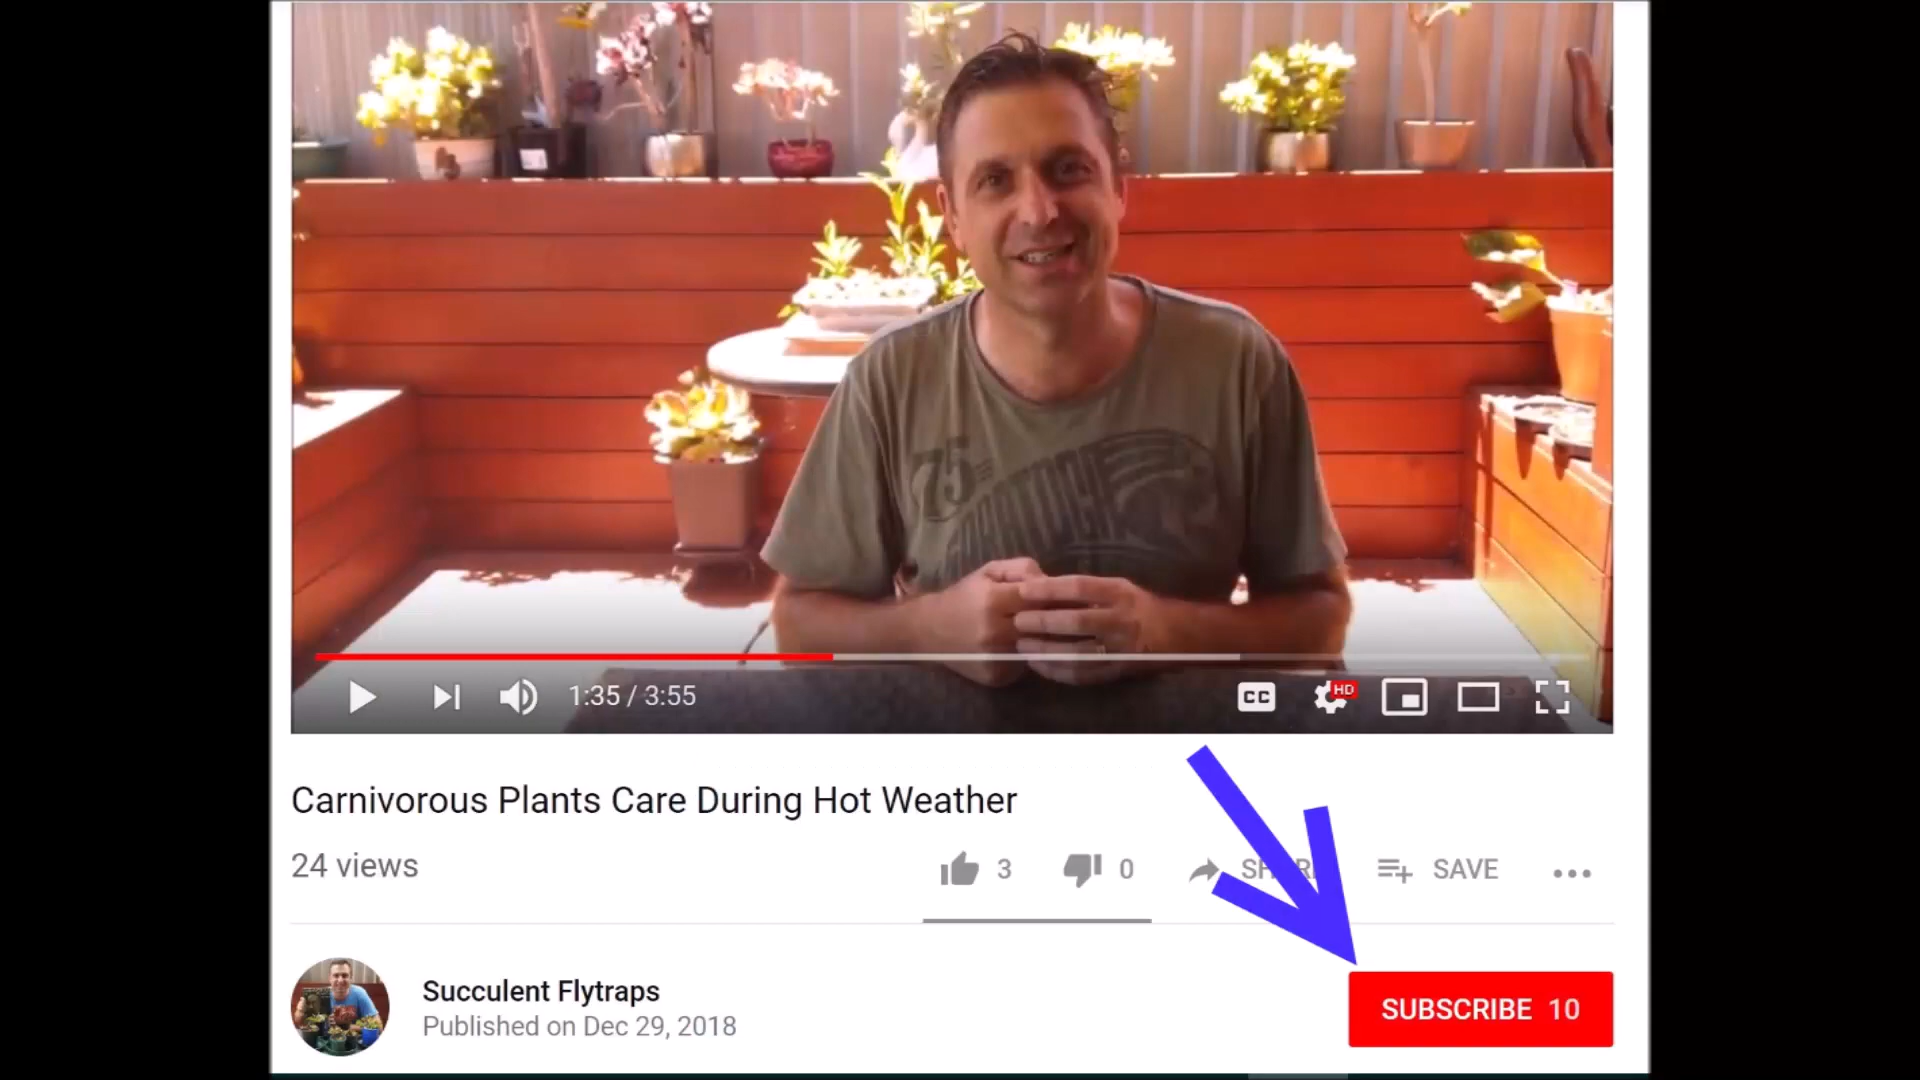 75
1:35 / 3:55
CC
HD
Carnivorous Plants Care During Hot Weather
24 views
3
0
SAVE
Succulent Flytraps
Published on Dec 29, 2018
SUBSCRIBE 10